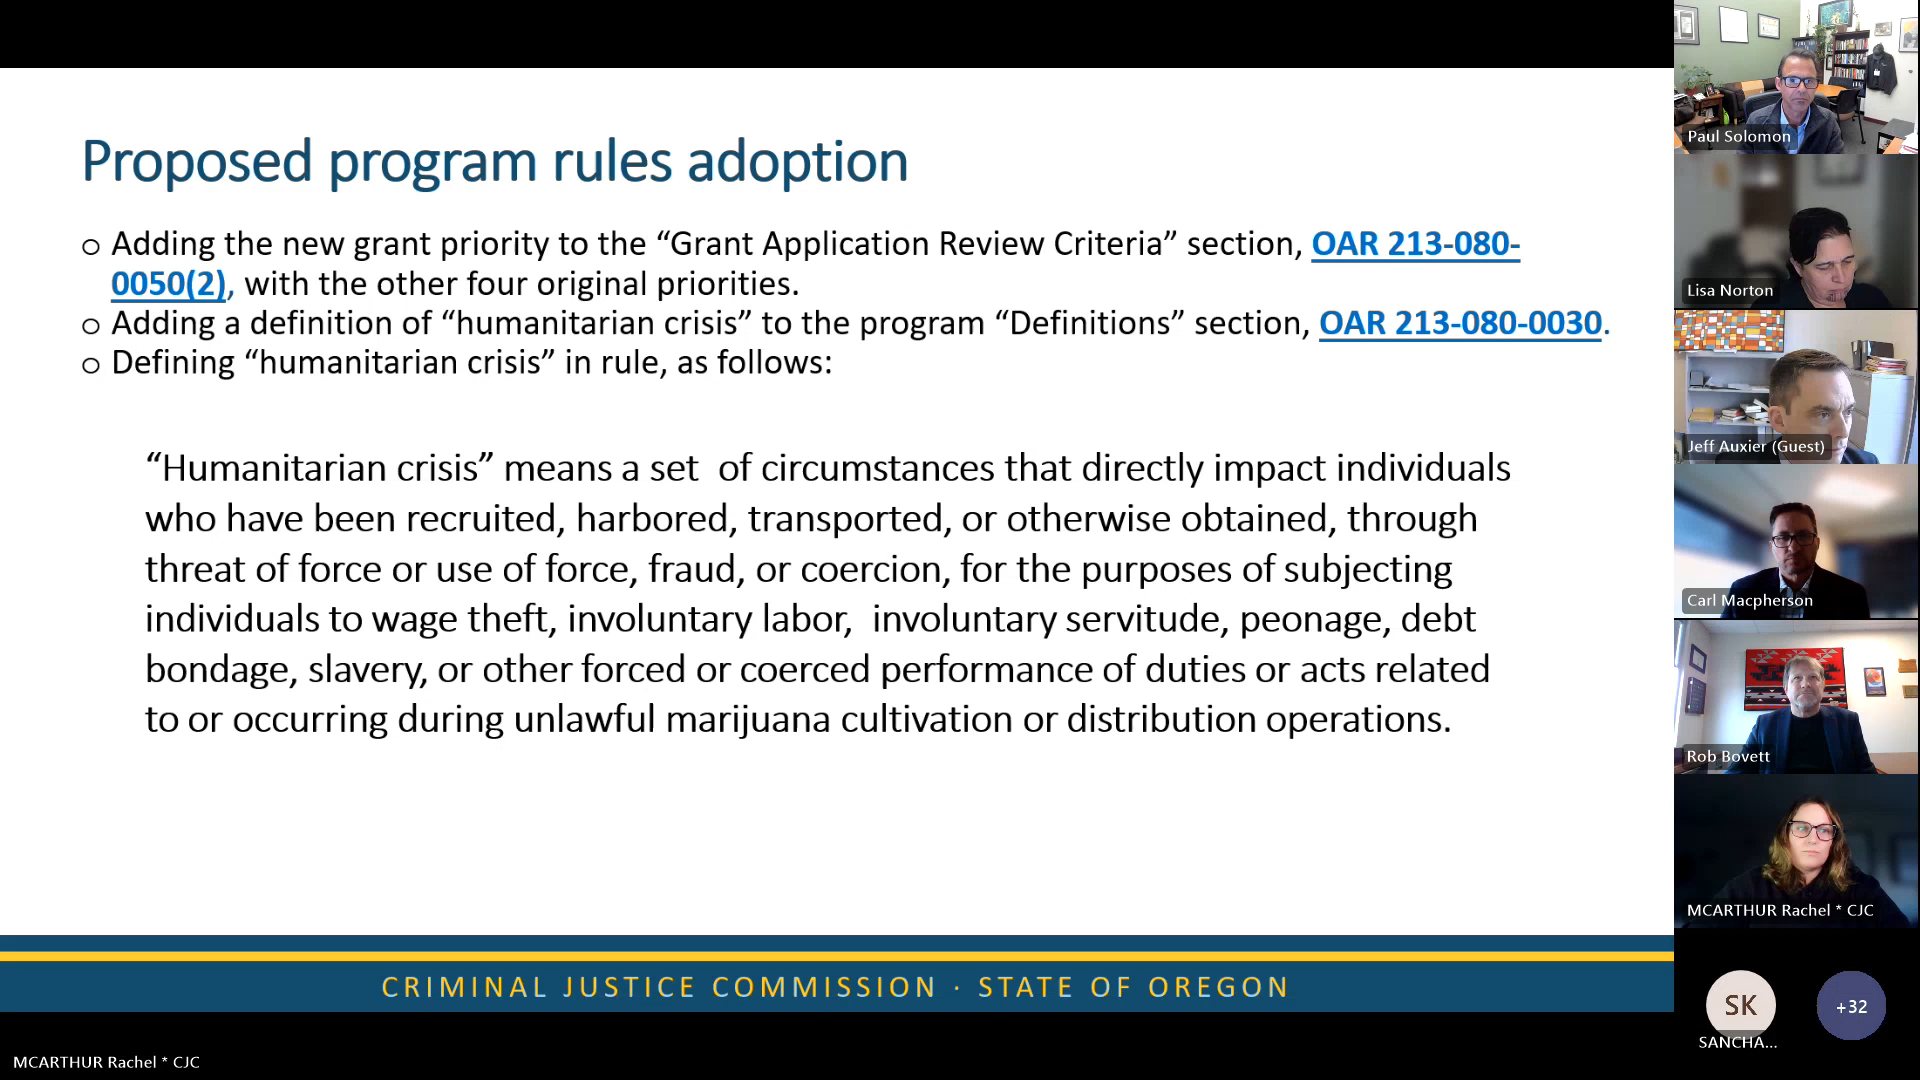 Proposed program rules adoption
o Adding the new grant priority to the “Grant Application Review Criteria” section, OAR 213-080-
0050(2), with the other four original priorities.
o Adding a definition of “humanitarian crisis” to the program “Definitions” section, OAR 213-080-0030.
o Defining “humanitarian crisis” in rule, as follows:
“Humanitarian crisis” means a set  of circumstances that directly impact individuals
who have been recruited, harbored, transported, or otherwise obtained, through
threat of force or use of force, fraud, or coercion, for the purposes of subjecting
individuals to wage theft, involuntary labor,  involuntary servitude, peonage, debt
bondage, slavery, or other forced or coerced performance of duties or acts related
to or occurring during unlawful marijuana cultivation or distribution operations.
CRIMINAL JUSTICE COMMISSION · STATE OF OREGON
MCARTHUR Rachel * CJC
Paul Solomon
Lisa Norton
Jeff Auxier (Guest)
Carl Macpherson
Rob Bovett
MCARTHUR Rachel * CJC
SK
+32
SANCHA...